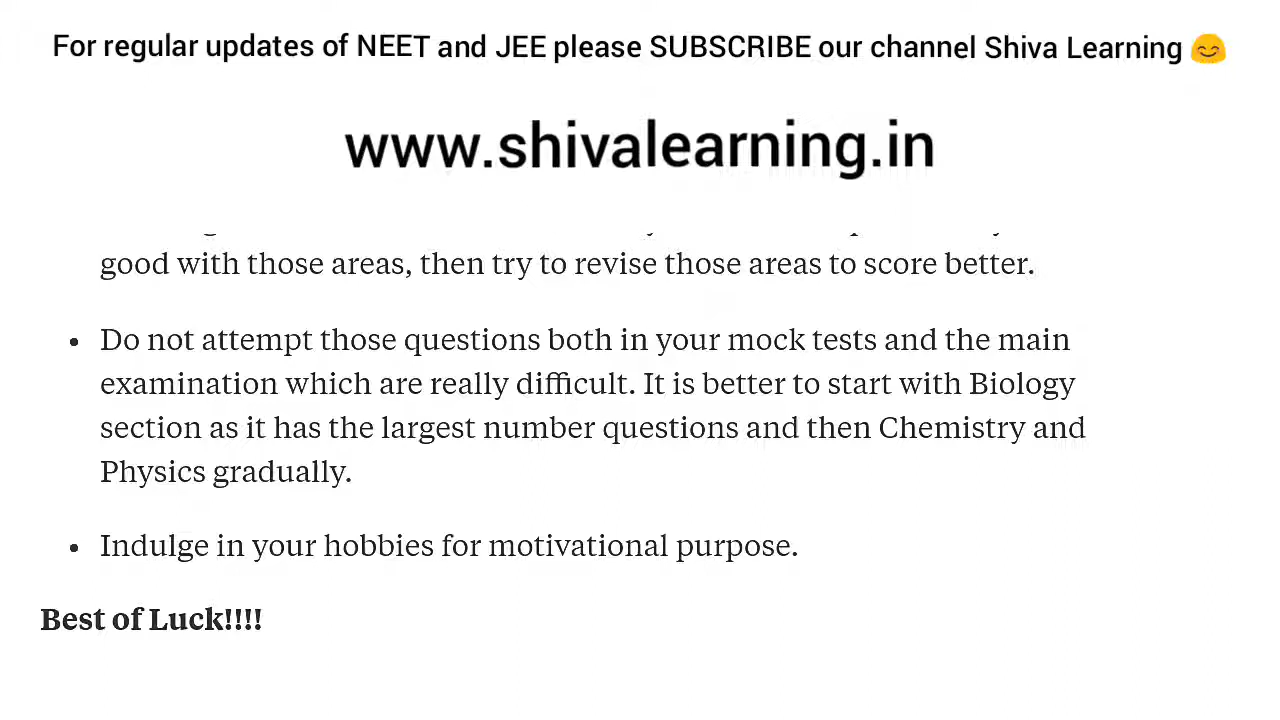 For regular updates of NEET and JEE please SUBSCRIBE our channel Shiva Learning 😊
www.shivalearning.in
good with those areas, then try to revise those areas to score better.
• Do not attempt those questions both in your mock tests and the main
examination which are really difficult. It is better to start with Biology
section as it has the largest number questions and then Chemistry and
Physics gradually.
• Indulge in your hobbies for motivational purpose.
Best of Luck!!!!